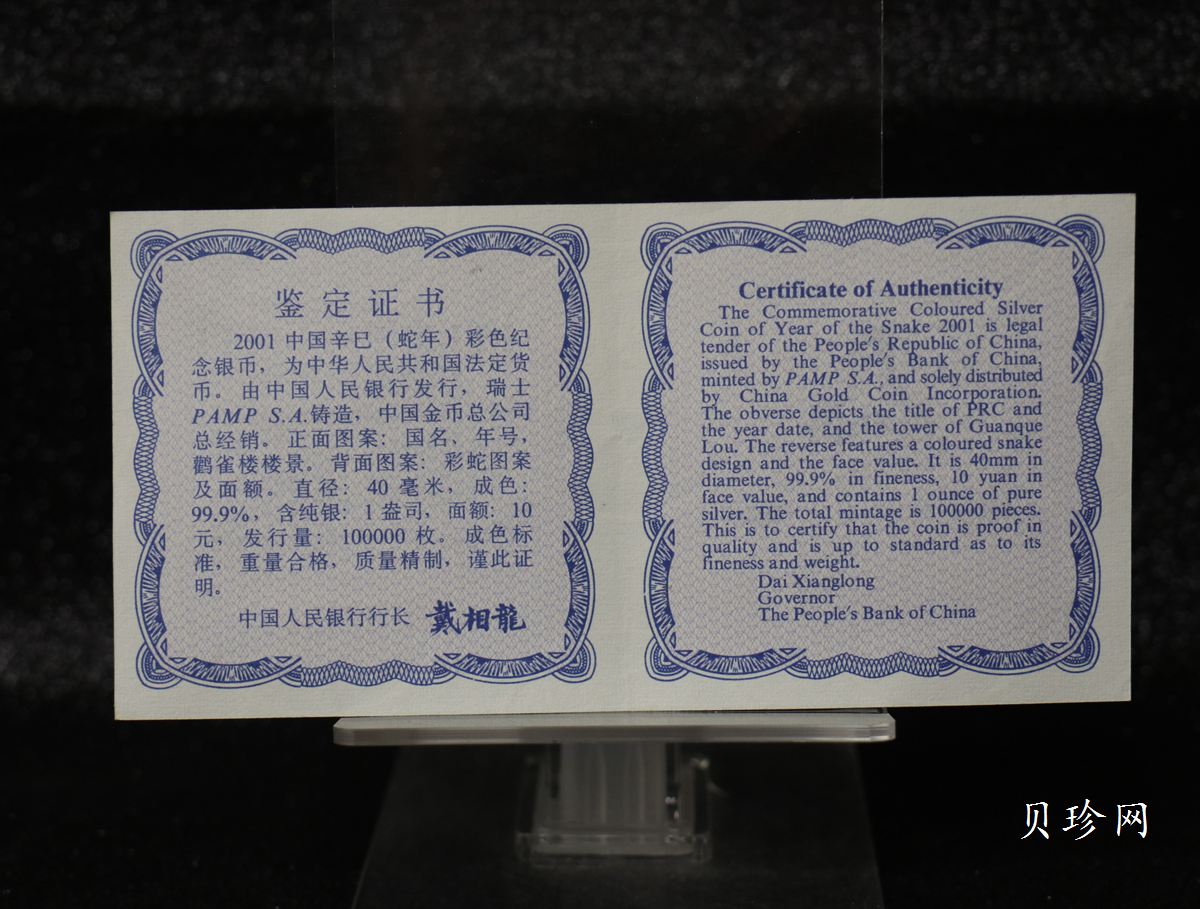 鉴定证书
2001 中国辛巳（蛇年）彩色纪
念银币，为中华人民共和国法定货
币。由中国人民银行发行，瑞士
PAMP S.A.铸造，中国金币总公司
总经销。正面图案：国名、年号，
鹳雀楼楼景。背面图案：彩蛇图案
及面额。直径：40 毫米，成色：
99.9%，含纯银：1 盎司，面额：10
元，发行量：100000 枚。成色标
准，重量合格，质量精制，谨此证
明。
中国人民银行行长 戴相龍
Certificate of Authenticity
The Commemorative Coloured Silver
Coin of Year of the Snake 2001 is legal
tender of the People's Republic of China,
issued by the People's Bank of China,
minted by PAMP S.A., and solely distributed
by China Gold Coin Incorporation.
The obverse depicts the title of PRC and
the year date, and the tower of Guanque
Lou. The reverse features a coloured snake
design and the face value. It is 40mm in
diameter, 99.9% in fineness, 10 yuan in
face value, and contains 1 ounce of pure
silver. The total mintage is 100000 pieces.
This is to certify that the coin is proof in
quality and is up to standard as to its
fineness and weight.
Dai Xianglong
Governor
The People's Bank of China
贝珍网